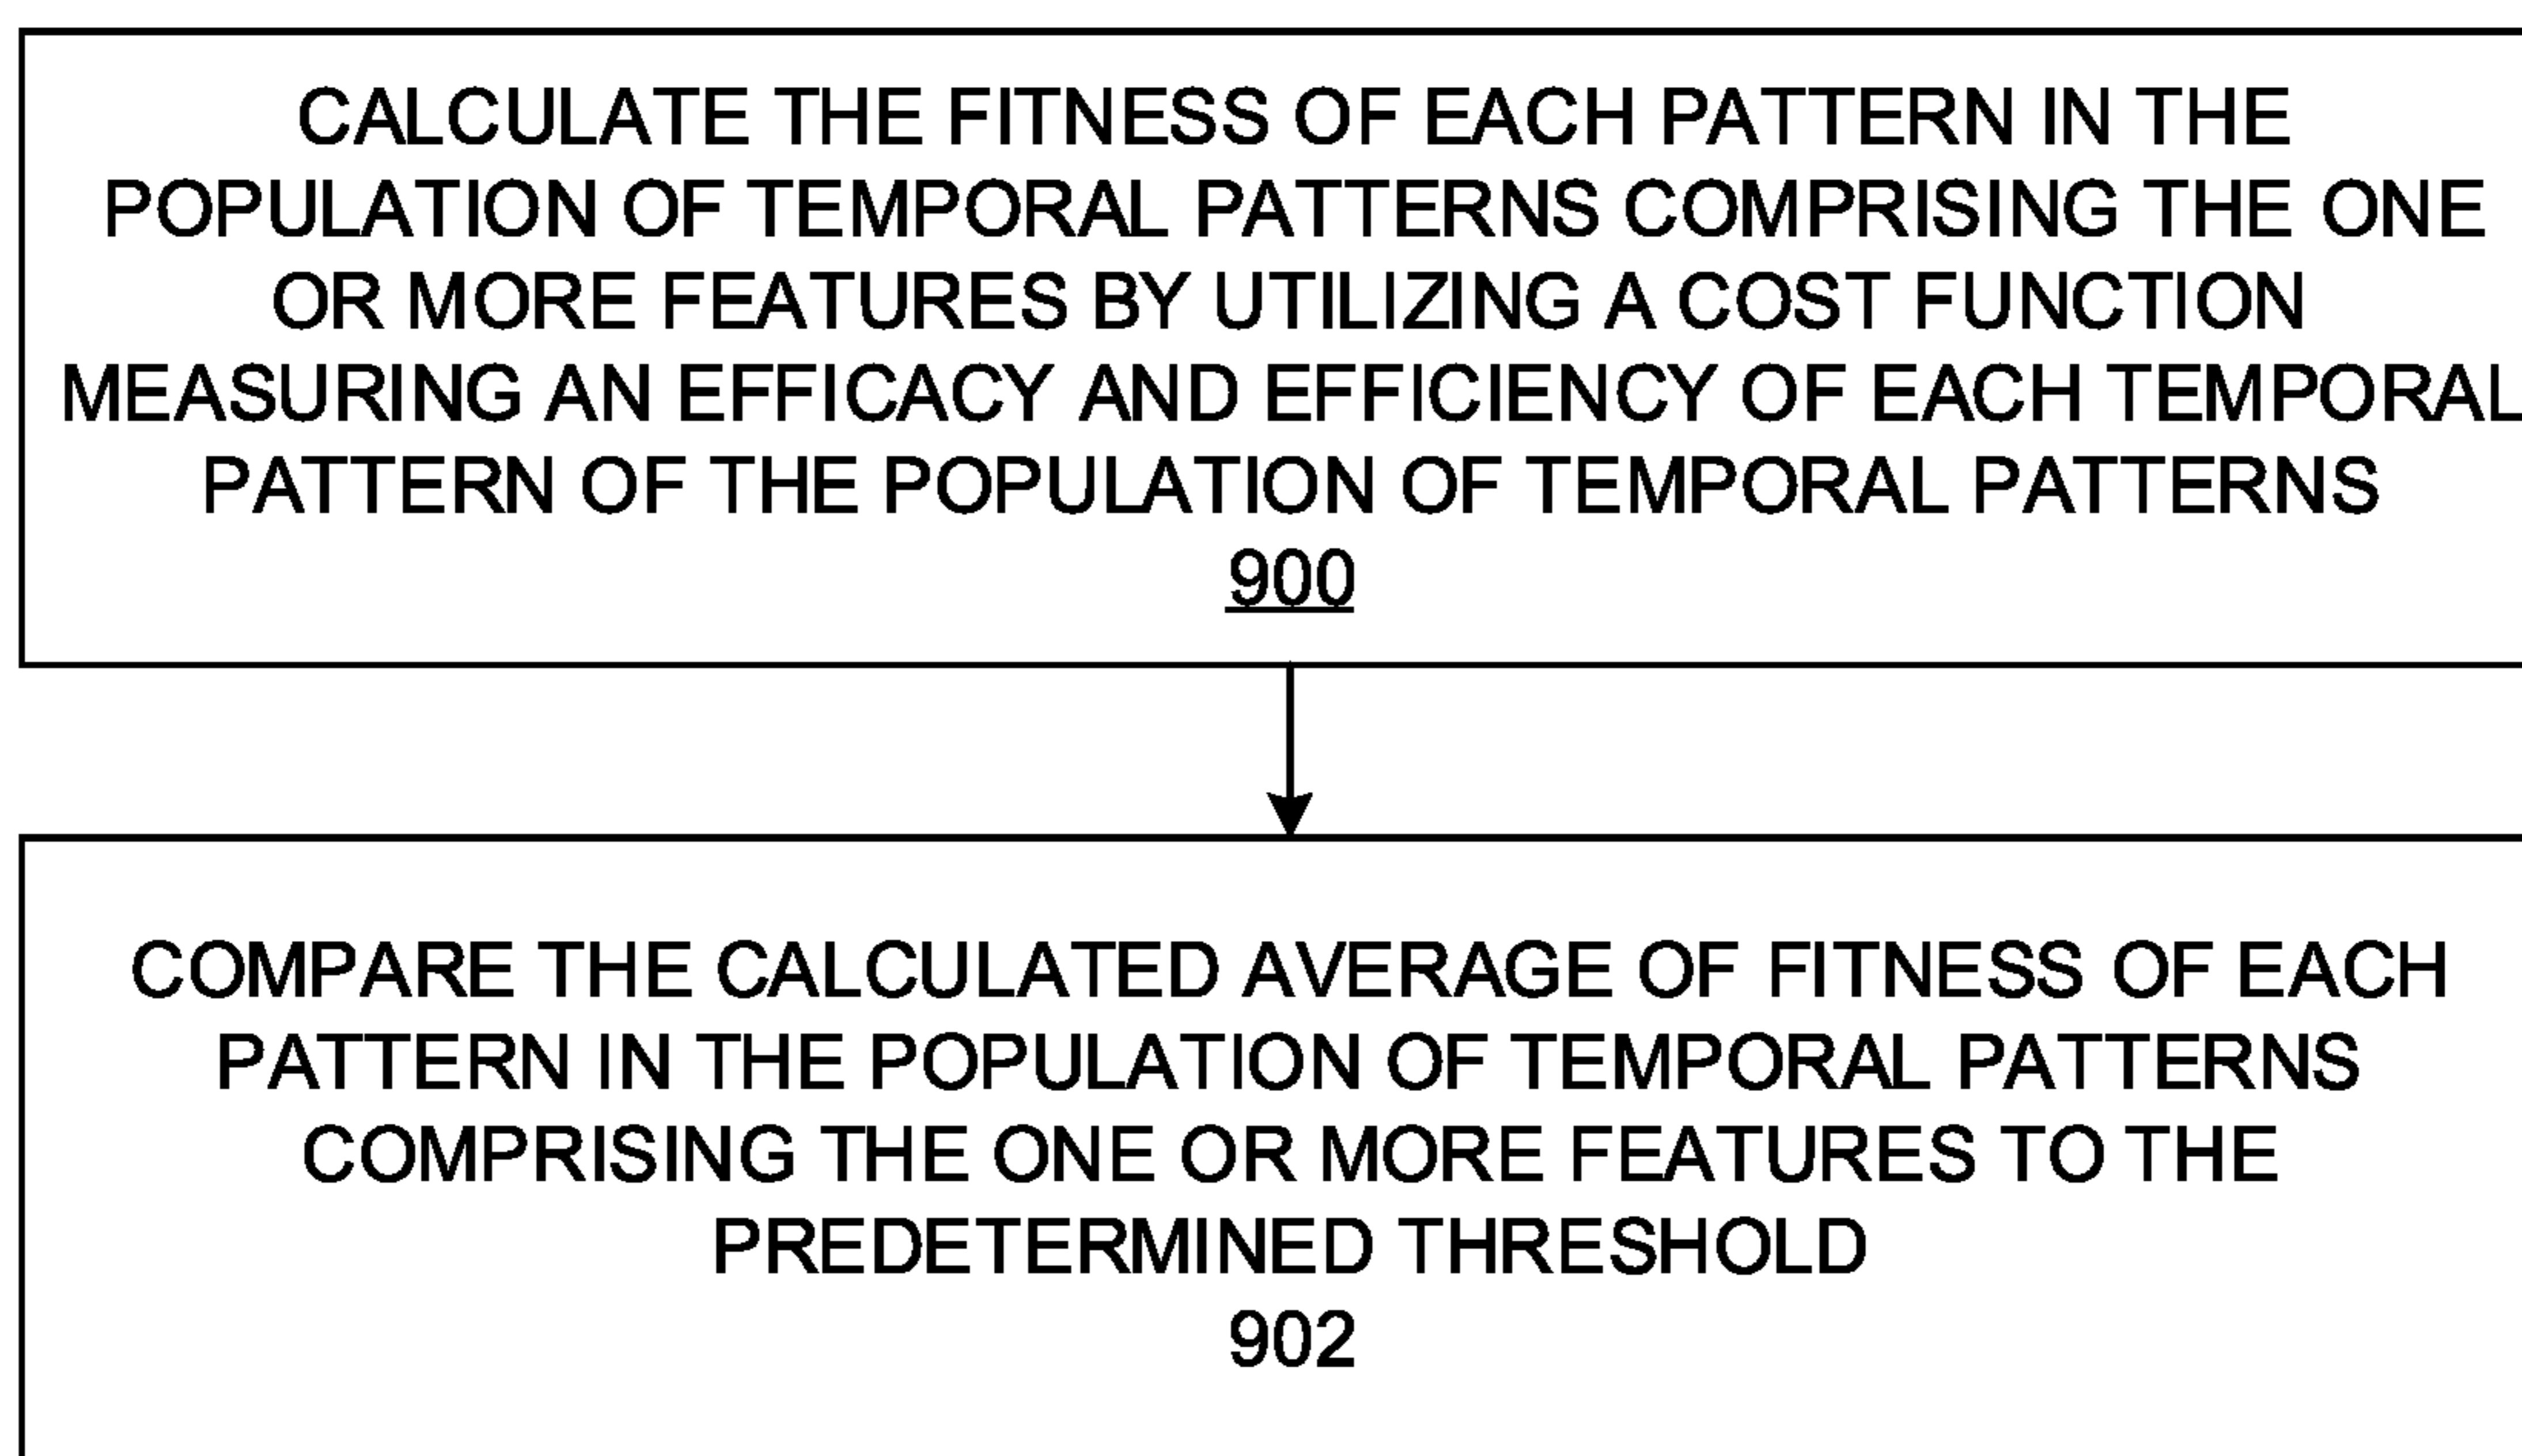 CALCULATE THE FITNESS OF EACH PATTERN IN THE
POPULATION OF TEMPORAL PATTERNS COMPRISING THE ONE
OR MORE FEATURES BY UTILIZING A COST FUNCTION
MEASURING AN EFFICACY AND EFFICIENCY OF EACH TEMPORAL
PATTERN OF THE POPULATION OF TEMPORAL PATTERNS
900
COMPARE THE CALCULATED AVERAGE OF FITNESS OF EACH
PATTERN IN THE POPULATION OF TEMPORAL PATTERNS
COMPRISING THE ONE OR MORE FEATURES TO THE
PREDETERMINED THRESHOLD
902